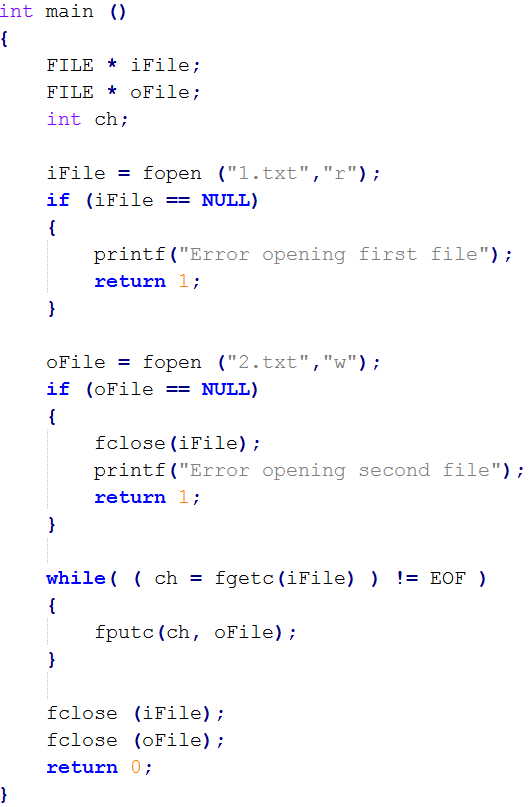 int main ()
{
    FILE * iFile;
    FILE * oFile;
    int ch;

    iFile = fopen ("1.txt","r");
    if (iFile == NULL)
    {
        printf("Error opening first file");
        return 1;
    }

    oFile = fopen ("2.txt","w");
    if (oFile == NULL)
    {
        fclose(iFile);
        printf("Error opening second file");
        return 1;
    }

    while( ( ch = fgetc(iFile) ) != EOF )
    {
        fputc(ch, oFile);
    }

    fclose (iFile);
    fclose (oFile);
    return 0;
}